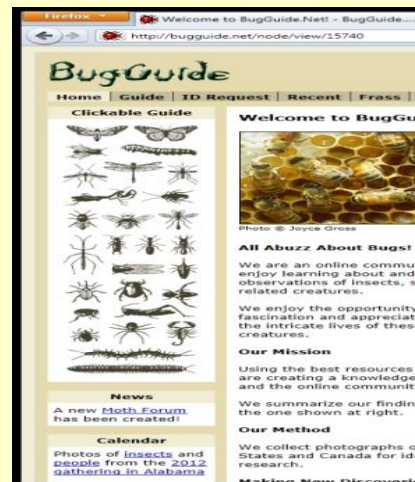 Firefox
Welcome to BugGuide.Net! - BugGuide....
http://bugguide.net/node/view/15740
BugGuide
Home Guide ID Request Recent Frass
Clickable Guide
Welcome to BugGu
Photo © Joyce Gross
All Abuzz About Bugs!
We are an online commu
enjoy learning about and
observations of insects, s
related creatures.
We enjoy the opportunity
fascination and appreciat
the intricate lives of thes
creatures.
Our Mission
Using the best resources
are creating a knowledge
and the online communit
We summarize our findin
the one shown at right.
Our Method
We collect photographs o
States and Canada for id
research.
Making New Discoveri
News
A new Moth Forum
has been created!
Calendar
Photos of insects and
people from the 2012
gathering in Alabama